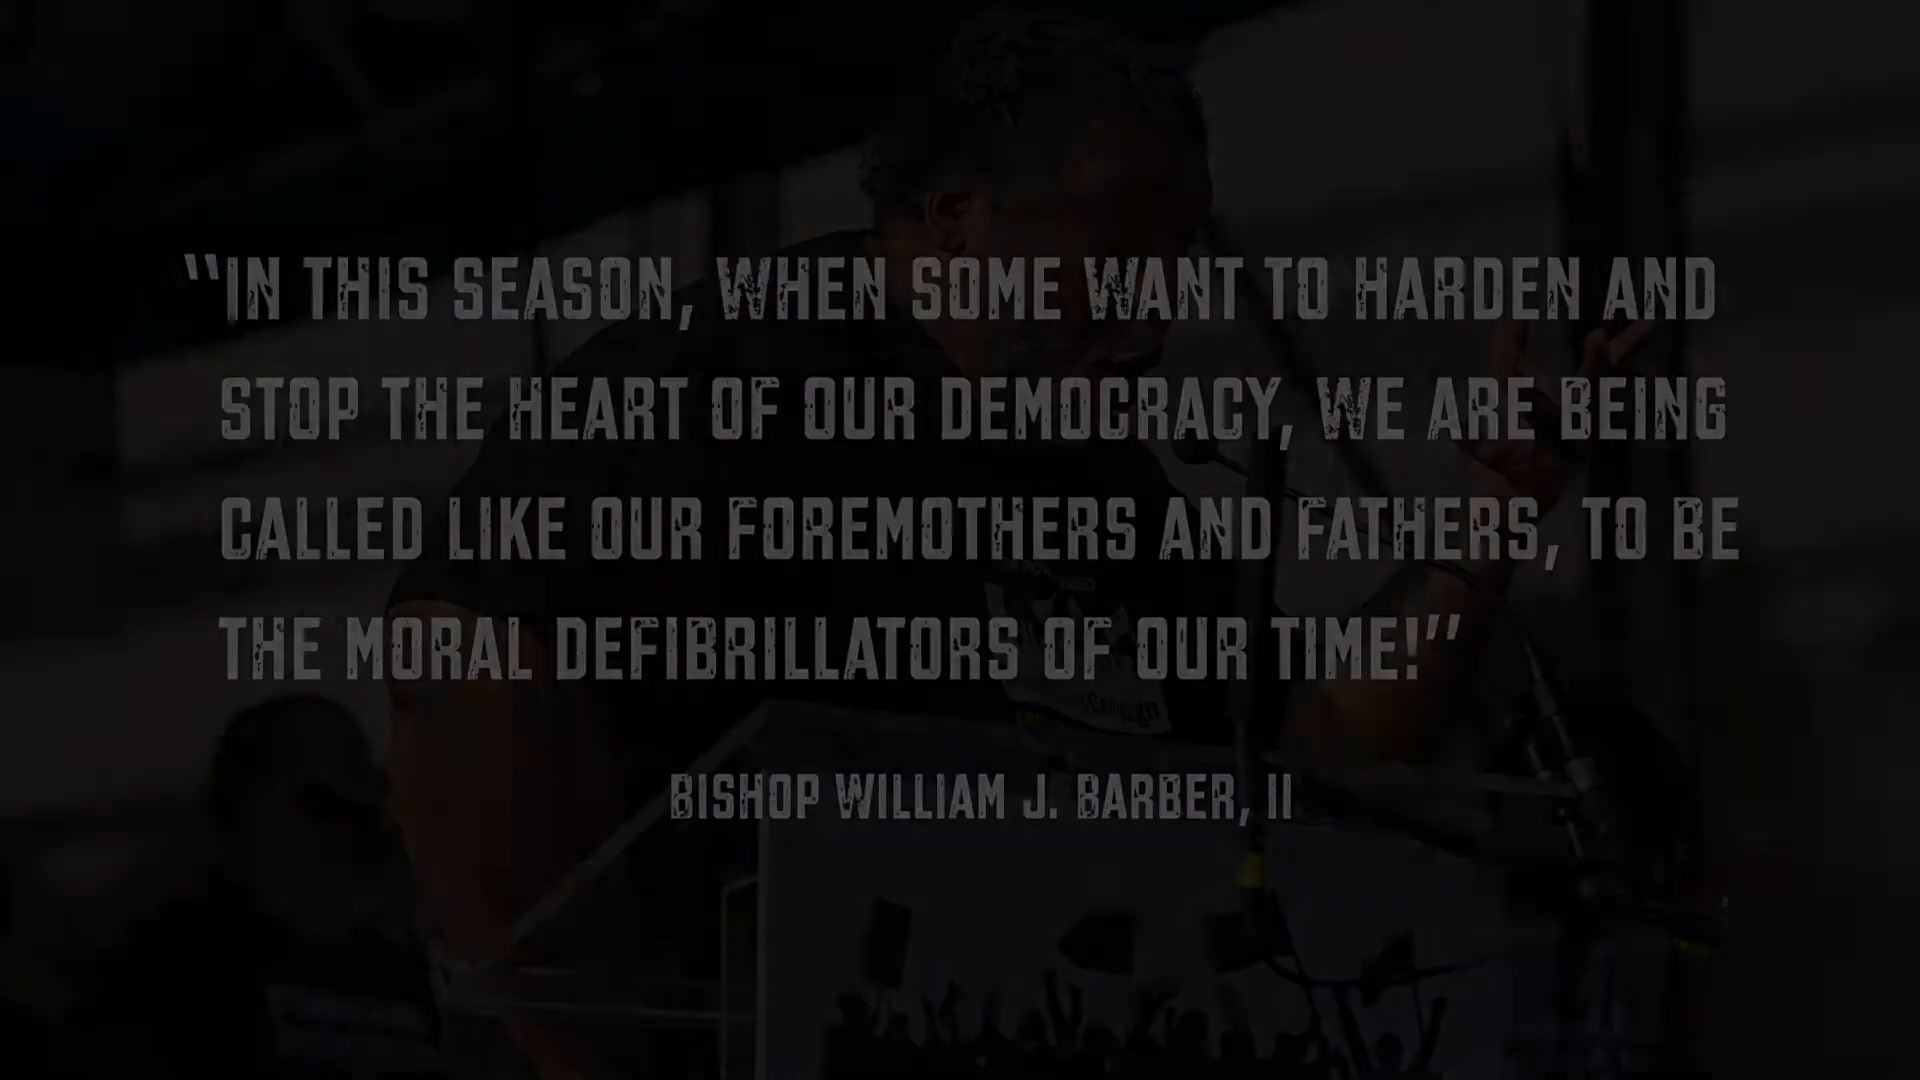 “IN THIS SEASON, WHEN SOME WANT TO HARDEN AND
STOP THE HEART OF OUR DEMOCRACY, WE ARE BEING
CALLED LIKE OUR FOREMOTHERS AND FATHERS, TO BE
THE MORAL DEFIBRILLATORS OF OUR TIME!”
Campaign
BISHOP WILLIAM J. BARBER, II